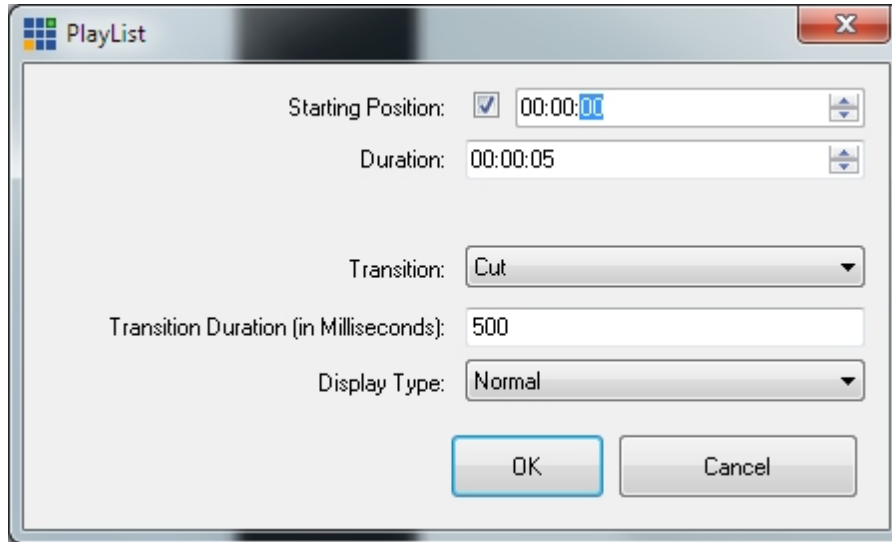 PlayList
Starting Position: 00:00:00
Duration: 00:00:05
Transition: Cut
Transition Duration (in Milliseconds): 500
Display Type: Normal
OK Cancel